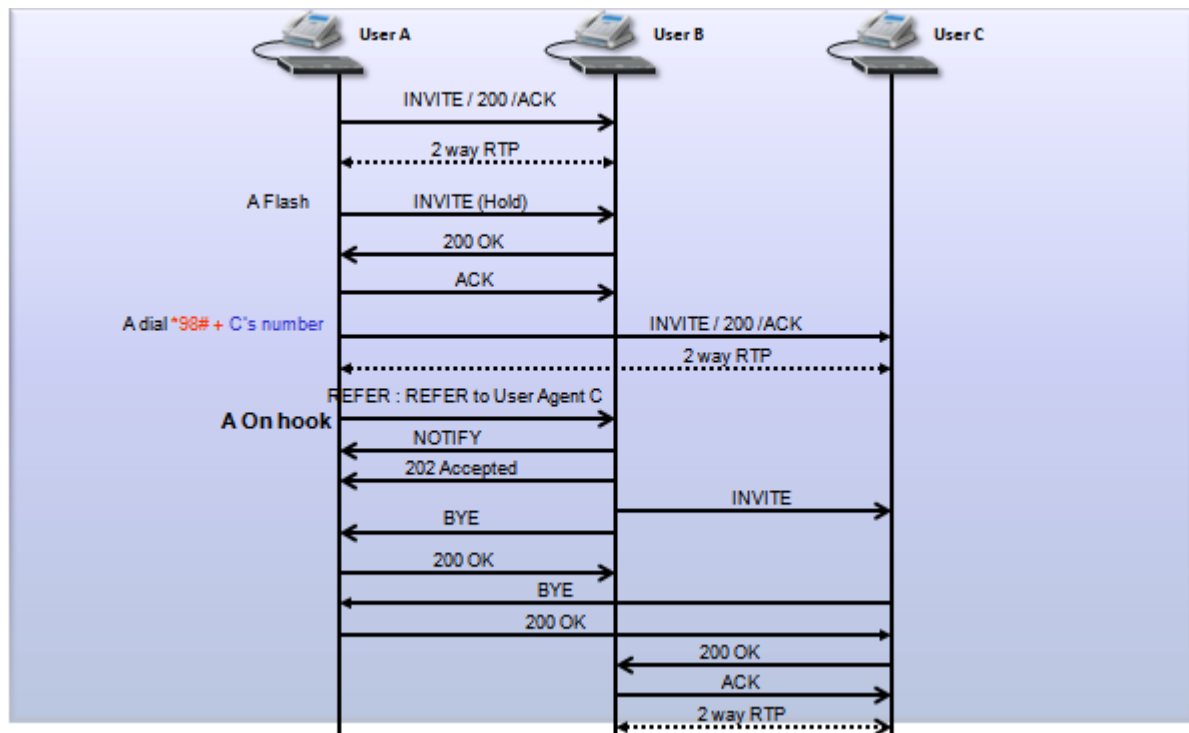 User A
User B
User C
INVITE / 200 /ACK
2 way RTP
A Flash
INVITE (Hold)
200 OK
ACK
A dial *98# + C's number
INVITE / 200 /ACK
2 way RTP
REFER : REFER to User Agent C
A On hook
NOTIFY
202 Accepted
INVITE
BYE
200 OK
BYE
200 OK
200 OK
ACK
2 way RTP